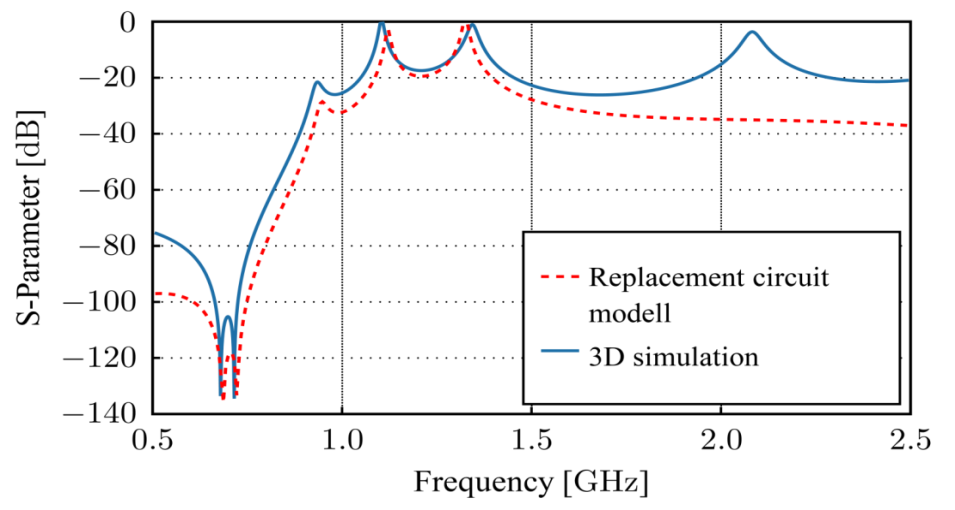 S-Parameter [dB]
0
−20
−40
−60
−80
−100
−120
−140
Replacement circuit
modell
3D simulation
0.5 1.0 1.5 2.0 2.5
Frequency [GHz]